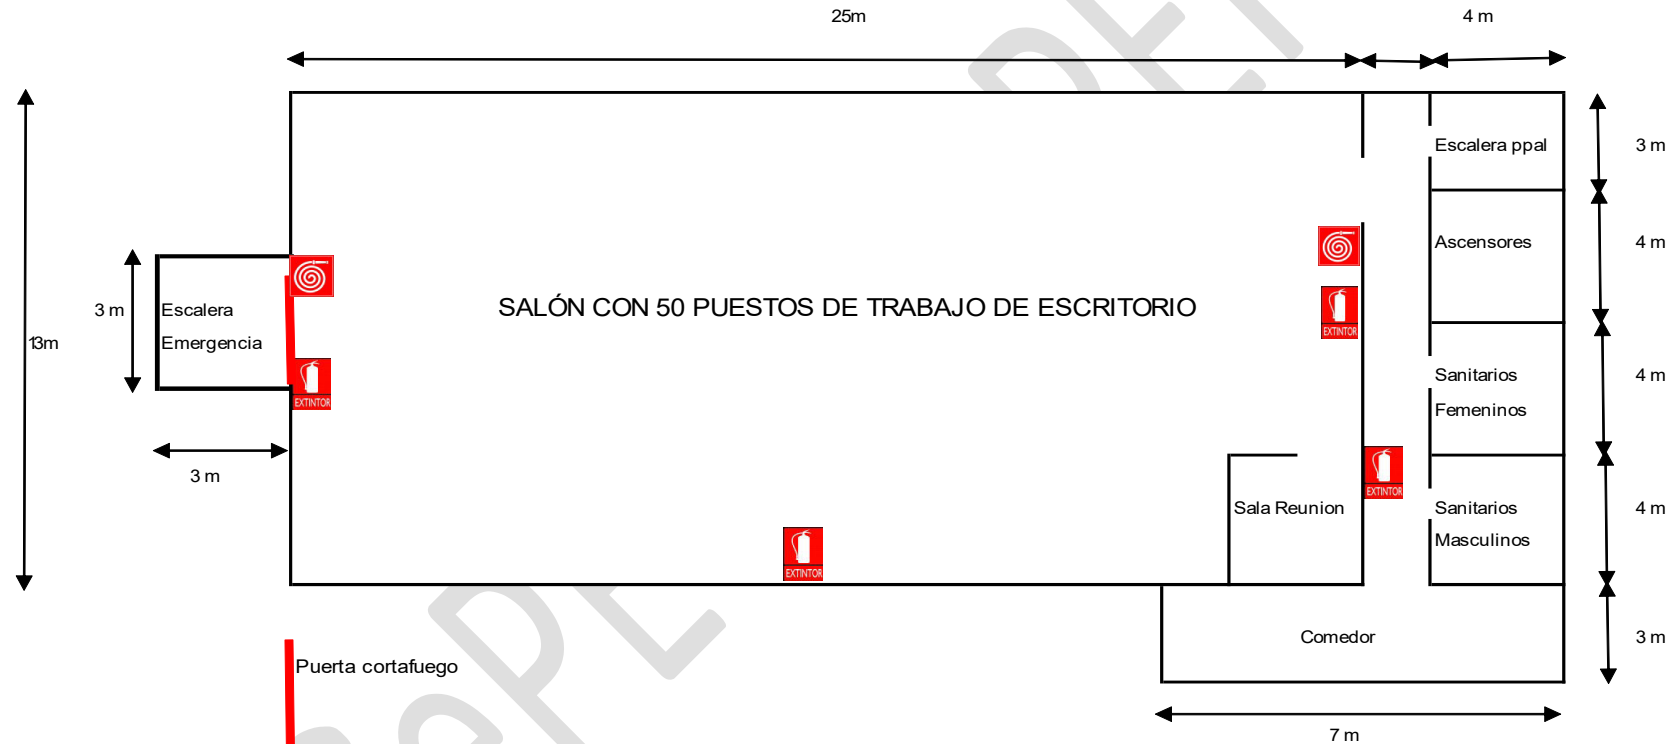 25m
4 m
Escalera ppal
3 m
Ascensores
4 m
3 m
Escalera
Emergencia
SALÓN CON 50 PUESTOS DE TRABAJO DE ESCRITORIO
EXTINTOR
13m
Sanitarios
Femeninos
4 m
EXTINTOR
3 m
EXTINTOR
Sala Reunion
Sanitarios
Masculinos
4 m
EXTINTOR
Comedor
3 m
Puerta cortafuego
7 m